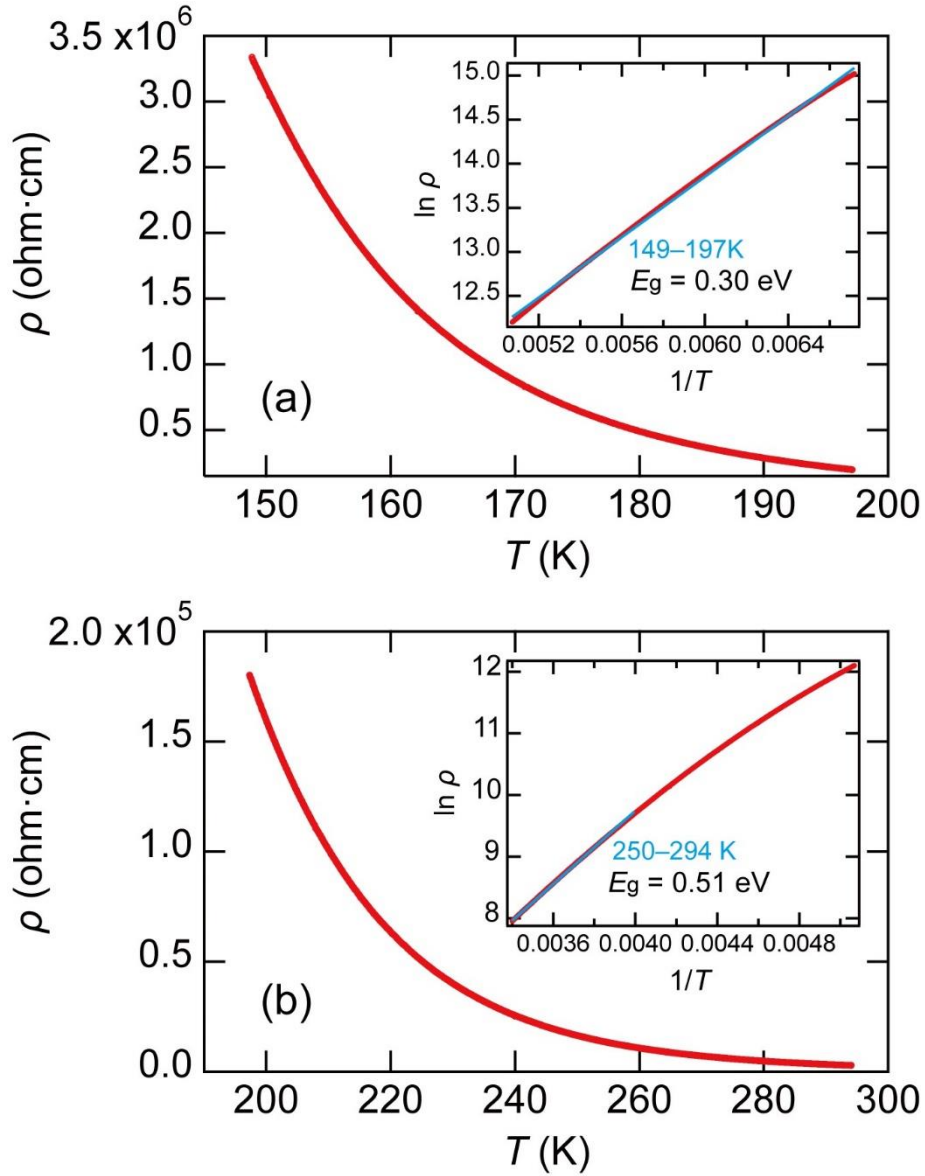 3.5 x10⁶
3.0
2.5
2.0
1.5
1.0
0.5
ρ (ohm·cm)
(a)
150 160 170 180 190 200
T (K)
15.0
14.5
14.0
13.5
13.0
12.5
ln ρ
149–197K
Eg = 0.30 eV
0.0052 0.0056 0.0060 0.0064
1/T
2.0 x10⁵
1.5
1.0
0.5
0.0
ρ (ohm·cm)
(b)
200 220 240 260 280 300
T (K)
12
11
10
9
8
ln ρ
250–294 K
Eg = 0.51 eV
0.0036 0.0040 0.0044 0.0048
1/T